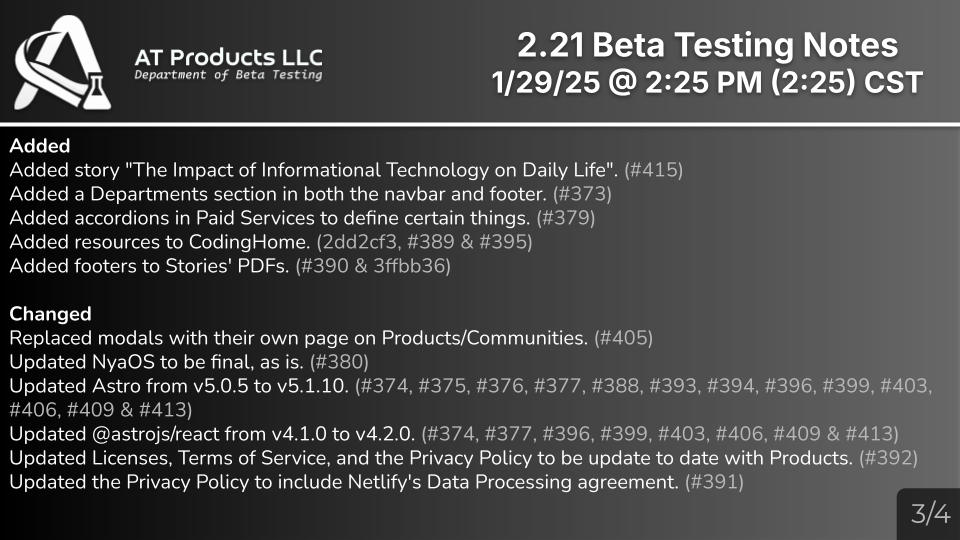 AT Products LLC
Department of Beta Testing
2.21 Beta Testing Notes
1/29/25 @ 2:25 PM (2:25) CST
Added
Added story "The Impact of Informational Technology on Daily Life". (#415)
Added a Departments section in both the navbar and footer. (#373)
Added accordions in Paid Services to define certain things. (#379)
Added resources to CodingHome. (2dd2cf3, #389 & #395)
Added footers to Stories' PDFs. (#390 & 3ffbb36)
Changed
Replaced modals with their own page on Products/Communities. (#405)
Updated NyaOS to be final, as is. (#380)
Updated Astro from v5.0.5 to v5.1.10. (#374, #375, #376, #377, #388, #393, #394, #396, #399, #403,
#406, #409 & #413)
Updated @astrojs/react from v4.1.0 to v4.2.0. (#374, #377, #396, #399, #403, #406, #409 & #413)
Updated Licenses, Terms of Service, and the Privacy Policy to be update to date with Products. (#392)
Updated the Privacy Policy to include Netlify's Data Processing agreement. (#391)
3/4